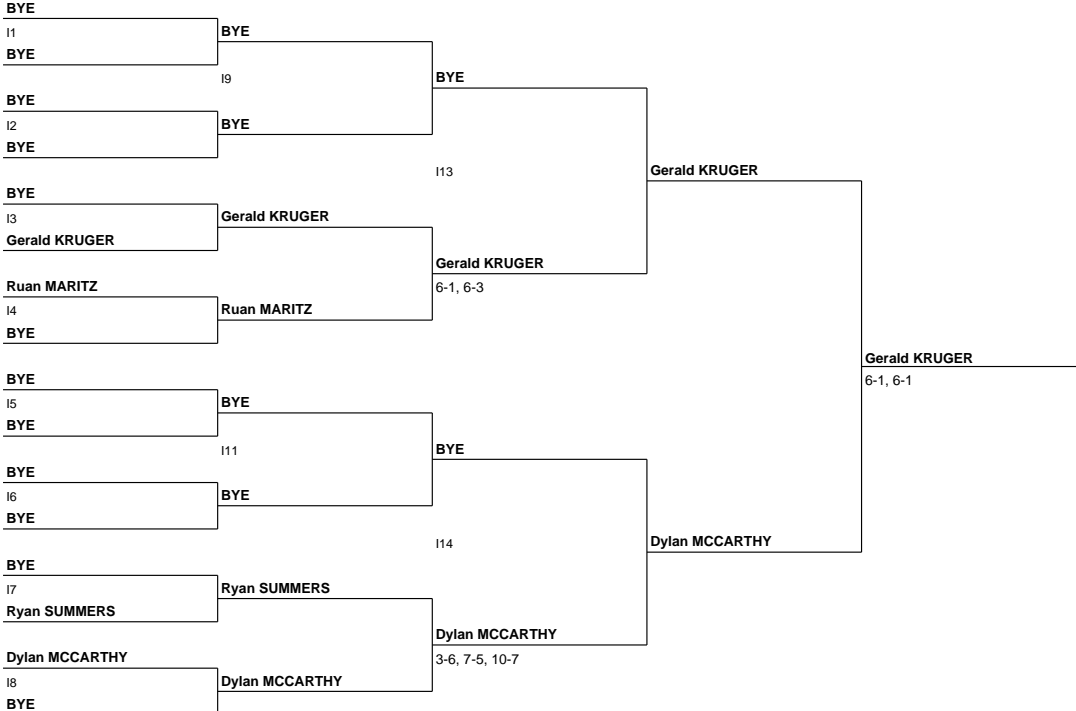 BYE
I1
BYE
BYE
I9
BYE
BYE
I2
BYE
BYE
I13
Gerald KRUGER
BYE
I3
Gerald KRUGER
Gerald KRUGER
Gerald KRUGER
6-1, 6-3
Ruan MARITZ
I4
Ruan MARITZ
BYE
Gerald KRUGER
6-1, 6-1
BYE
I5
BYE
BYE
I11
BYE
BYE
I6
BYE
BYE
I14
Dylan MCCARTHY
BYE
I7
Ryan SUMMERS
Ryan SUMMERS
Dylan MCCARTHY
3-6, 7-5, 10-7
Dylan MCCARTHY
I8
Dylan MCCARTHY
BYE